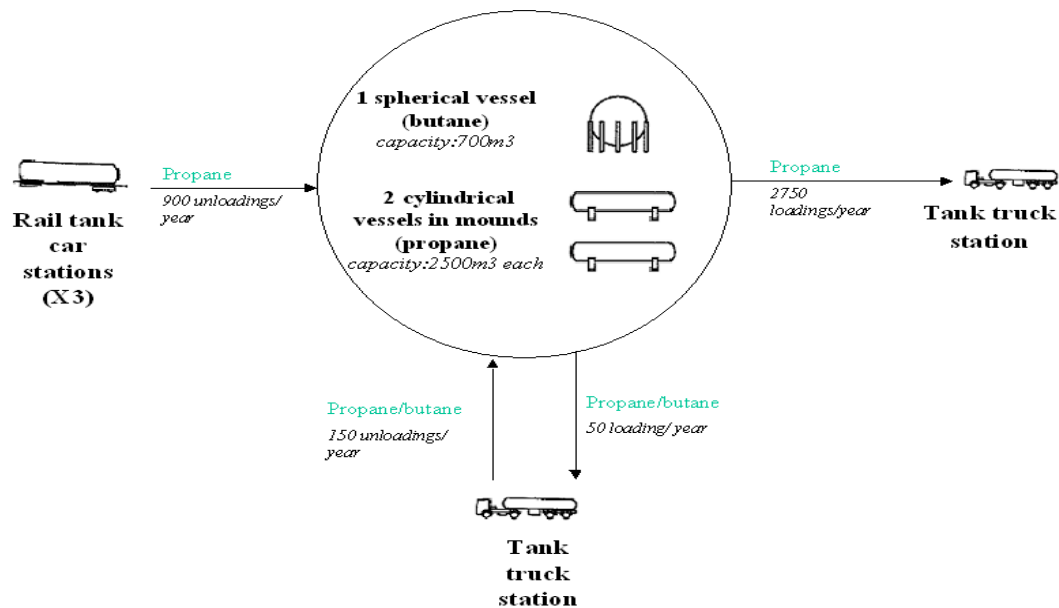 1 spherical vessel
(butane)
capacity:700m3
2 cylindrical
vessels in mounds
(propane)
capacity:2500m3 each
Propane
900 unloadings/
year
Rail tank
car
stations
(X3)
Propane
2750
loadings/year
Tank truck
station
Propane/butane
150 unloadings/
year
Propane/butane
50 loading/ year
Tank
truck
station